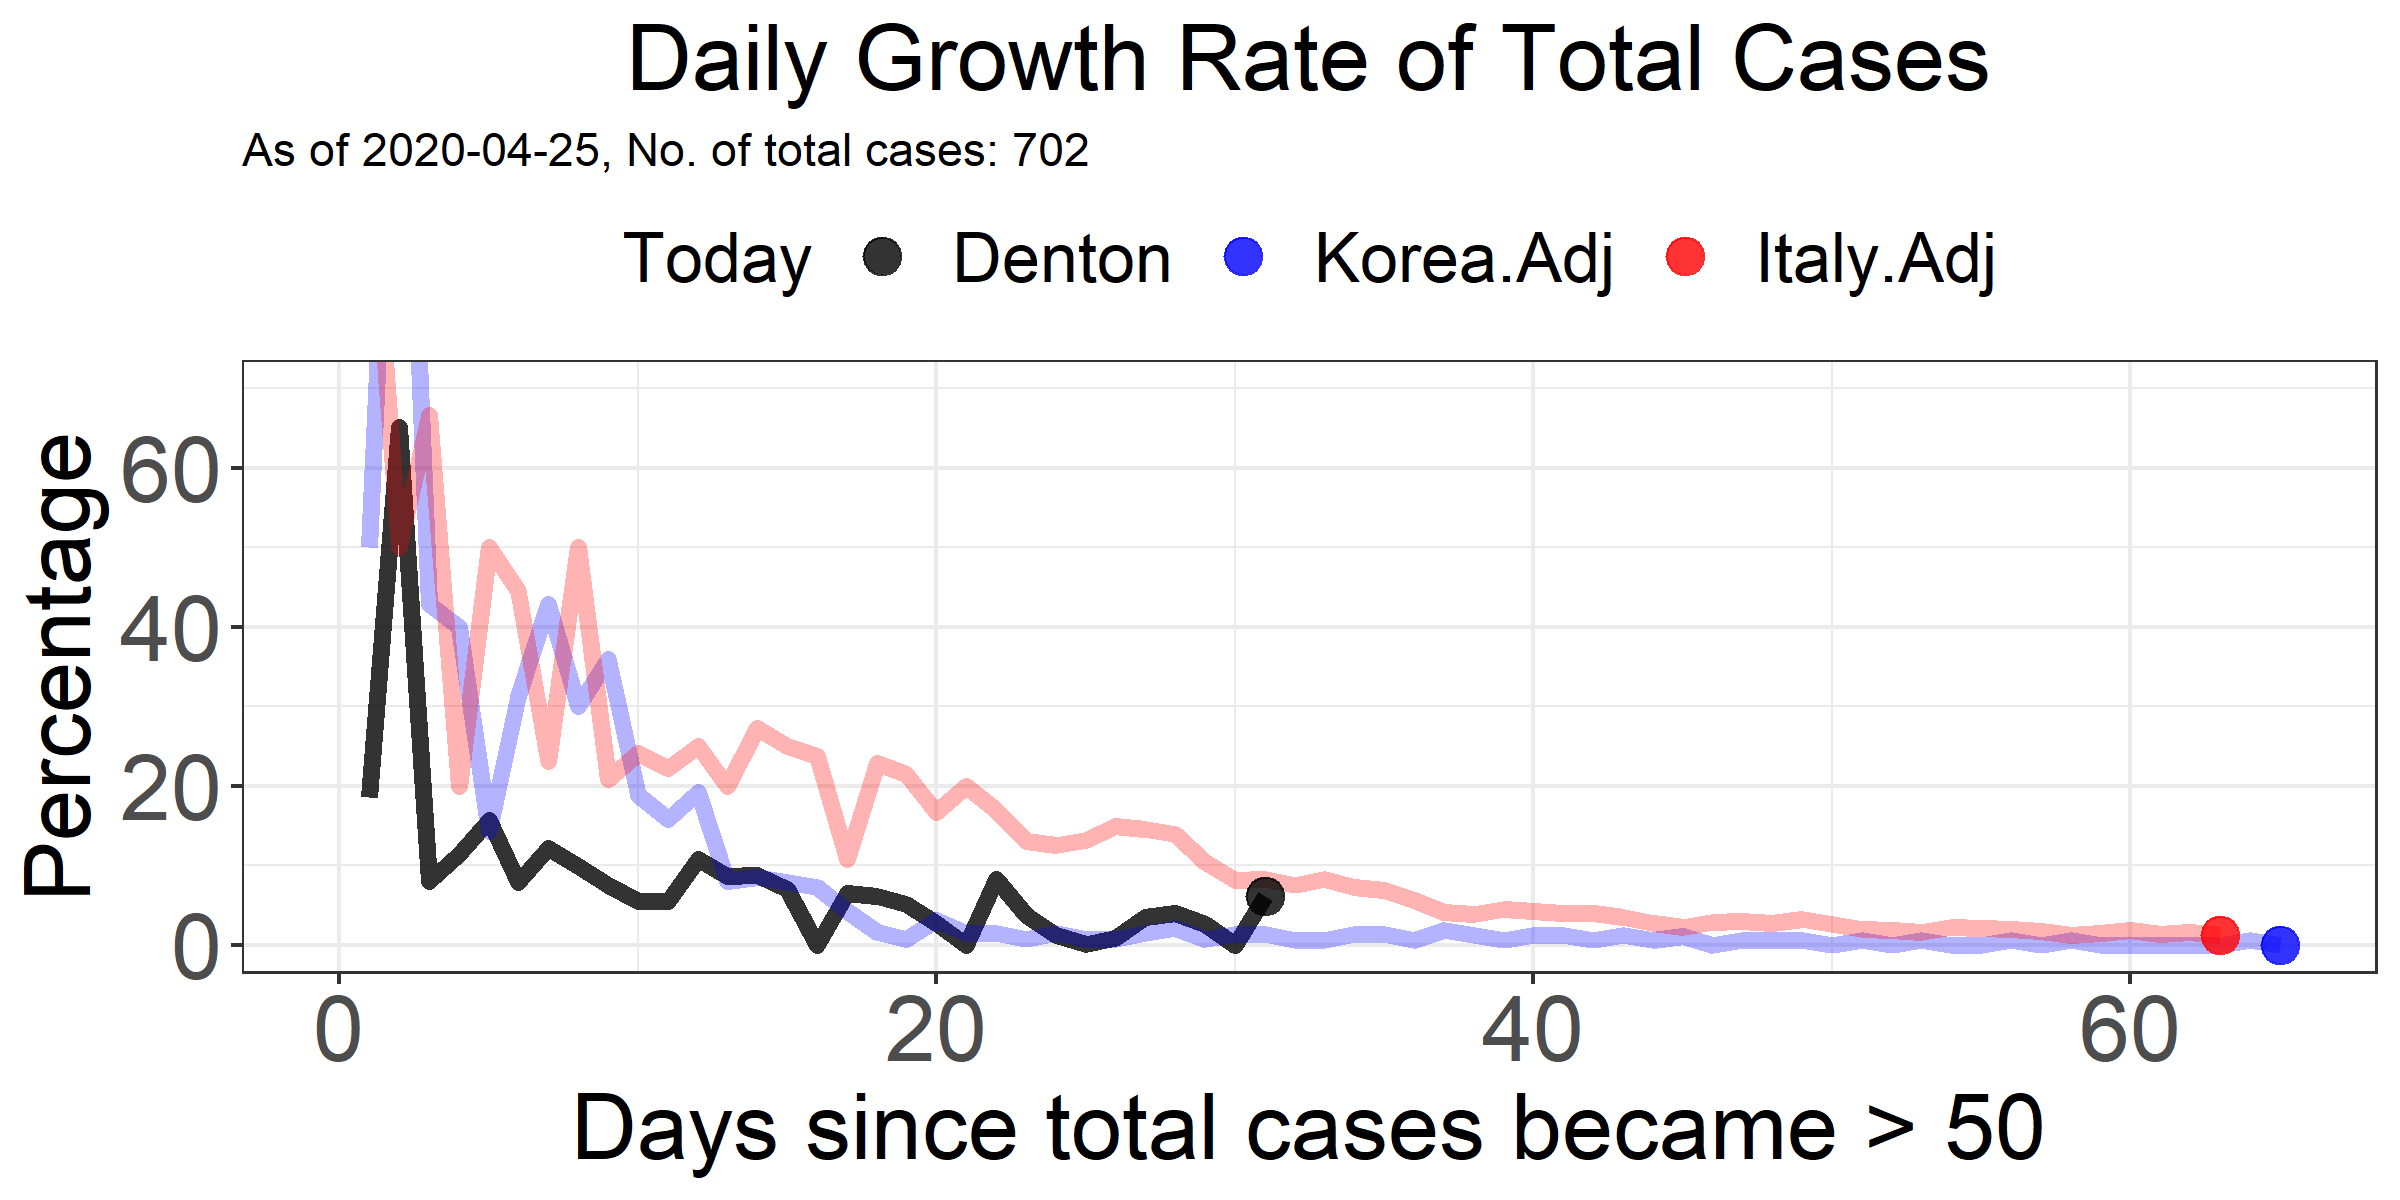 Daily Growth Rate of Total Cases
As of 2020-04-25, No. of total cases: 702
Today Denton Korea.Adj Italy.Adj
Percentage
60
40
20
0
0 20 40 60
Days since total cases became > 50